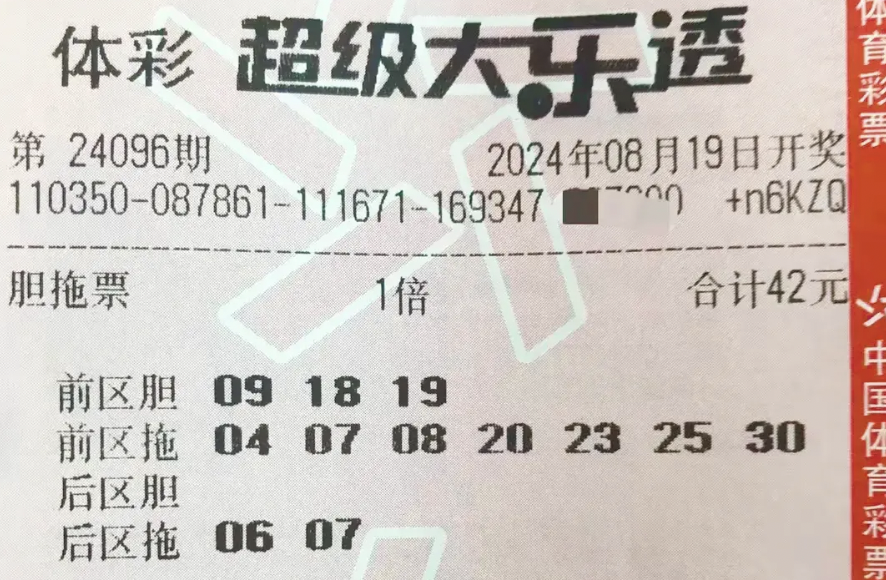 体彩 超级大乐透
第 24096期 2024年08月19日开奖
110350-087861-111671-169347 +n6KZQ
胆拖票 1倍 合计42元
前区胆 09 18 19
前区拖 04 07 08 20 23 25 30
后区胆
后区拖 06 07
体育彩票
中国体育彩票